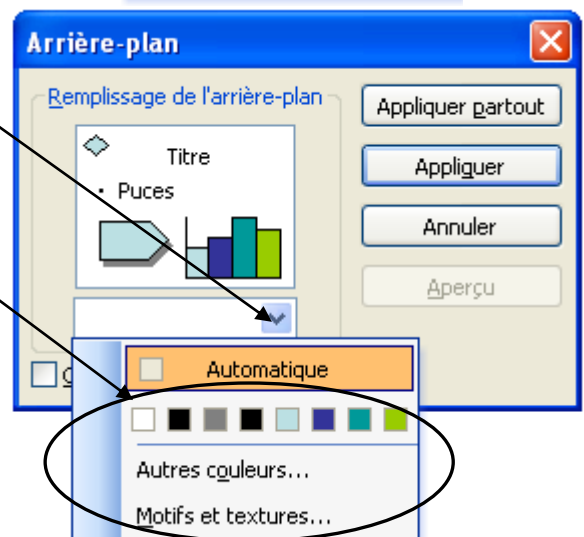 Arrière-plan
Remplissage de l'arrière-plan
Appliquer partout
Titre
• Puces
Appliquer
Annuler
Aperçu
Automatique
Autres couleurs...
Motifs et textures...